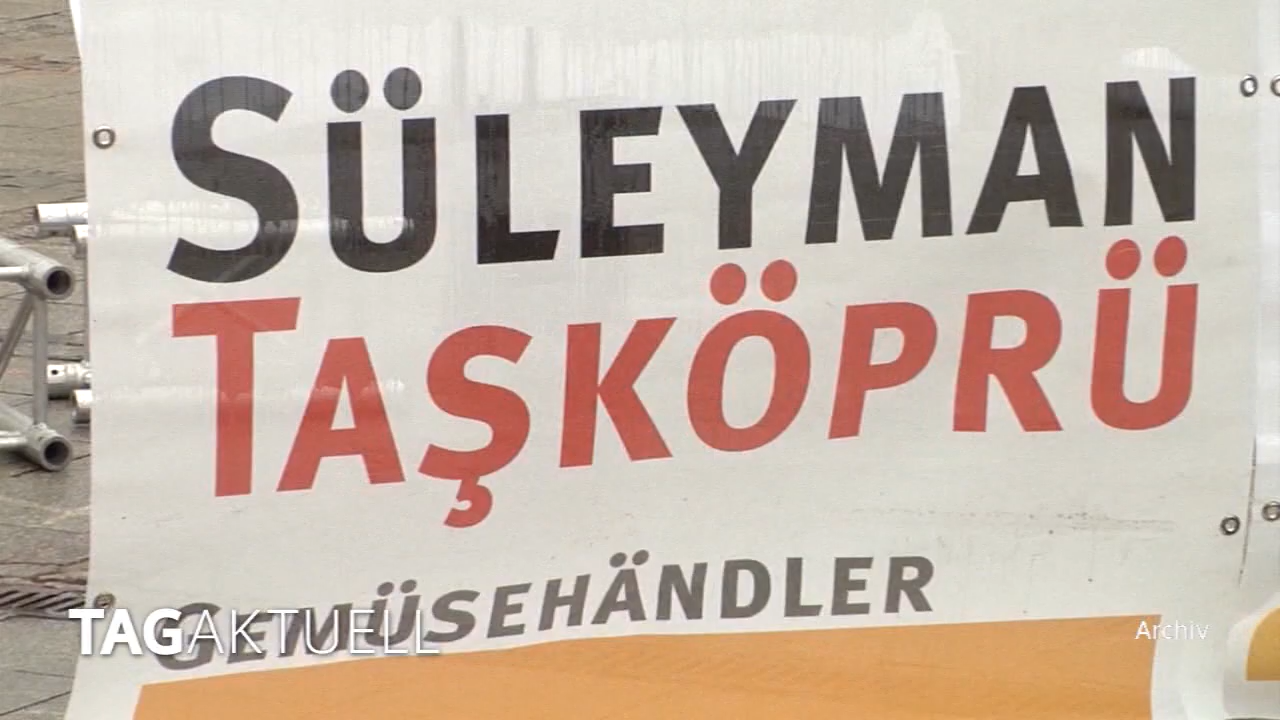 SÜLEYMAN
TAŞKÖPRÜ
GEMÜSEHÄNDLER
TAGAKTUELL
Archiv